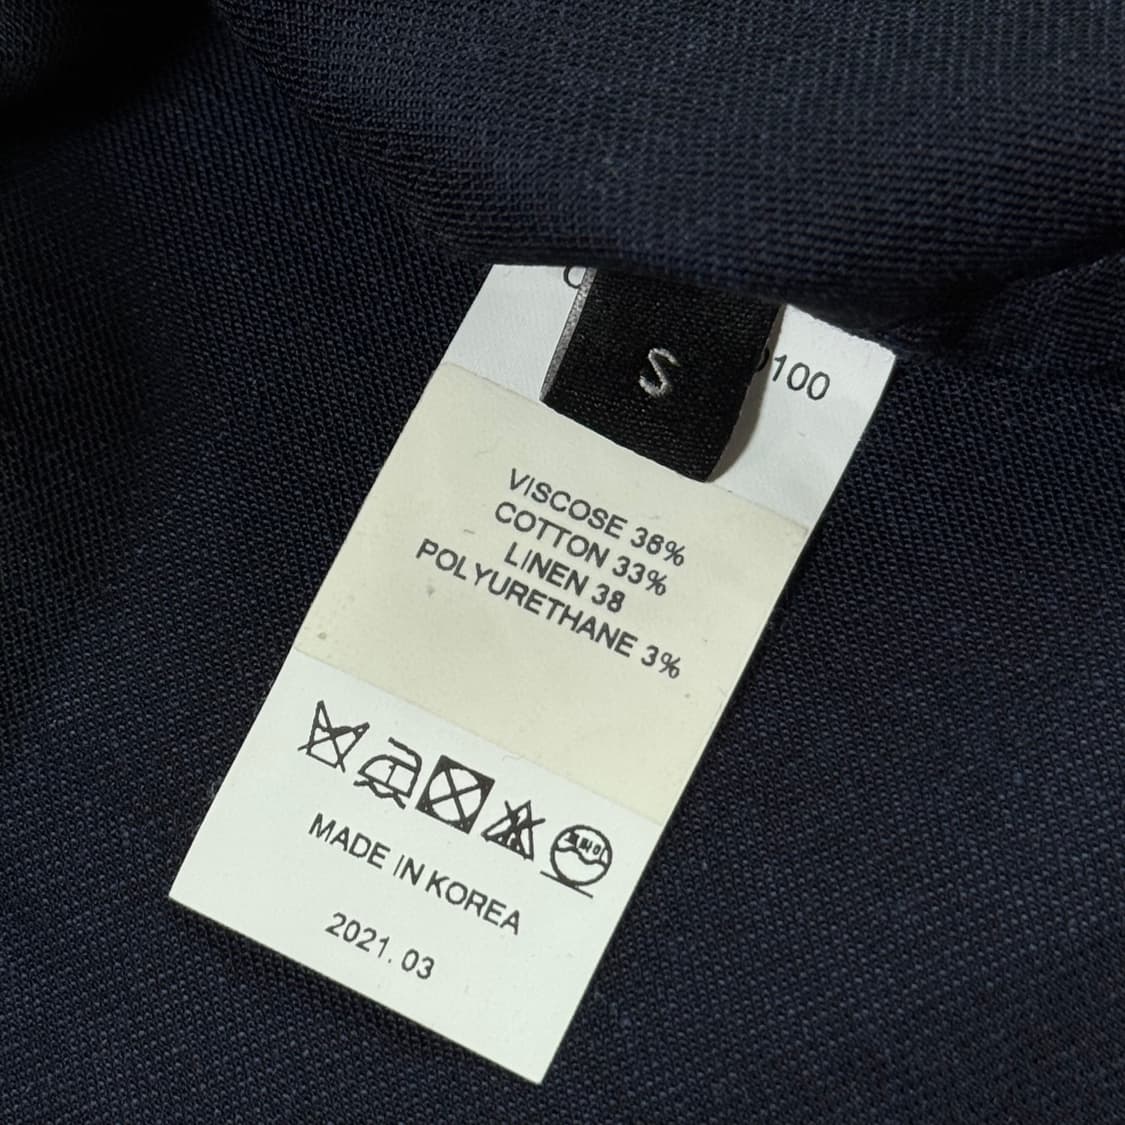 S
100
VISCOSE 36%
COTTON 33%
LINEN 38
POLYURETHANE 3%
MADE IN KOREA
2021. 03